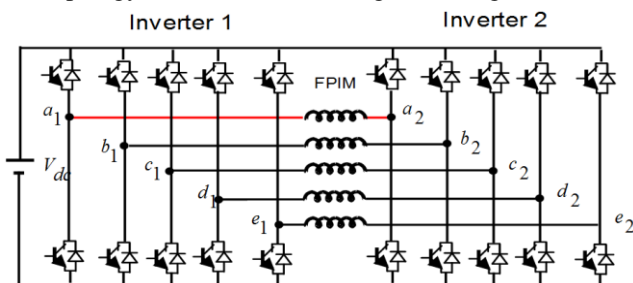 Inverter 1
Inverter 2
FPIM
a1
a2
b1
b2
Vdc
c1
c2
d1
d2
e1
e2